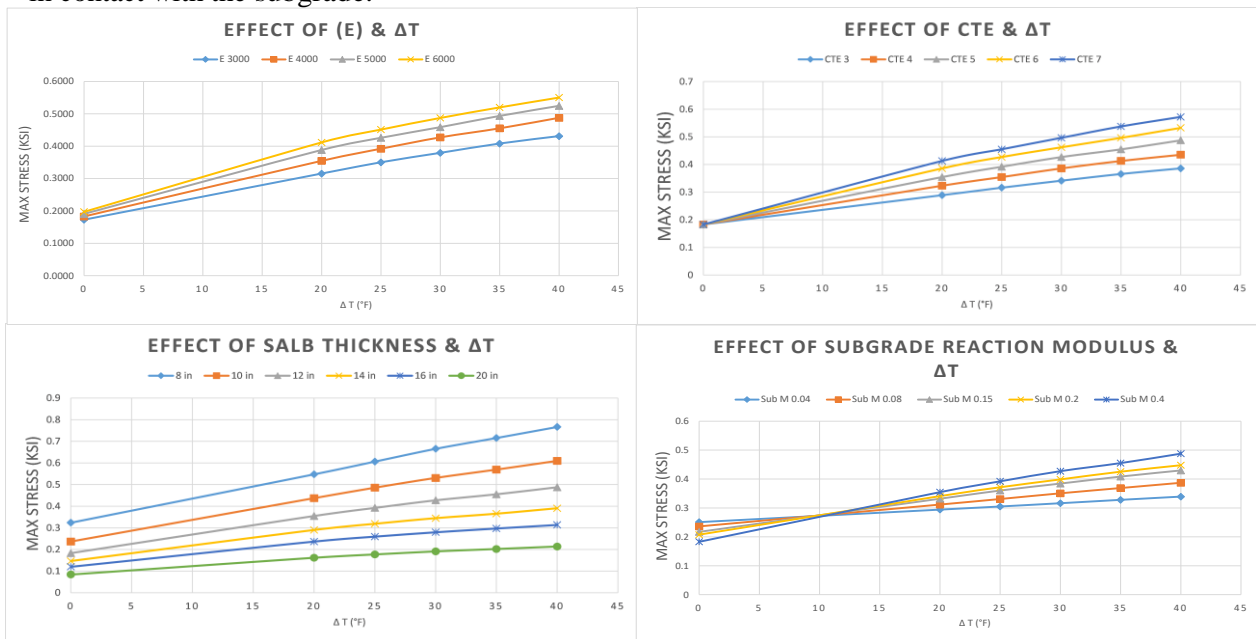 in contact with the subgrade.
EFFECT OF (E) & ΔT
E 3000 E 4000 E 5000 E 6000
MAX STRESS (KSI)
0.6000
0.5000
0.4000
0.3000
0.2000
0.1000
0.0000
0 5 10 15 20 25 30 35 40 45
Δ T (°F)
EFFECT OF CTE & ΔT
CTE 3 CTE 4 CTE 5 CTE 6 CTE 7
MAX STRESS (KSI)
0.7
0.6
0.5
0.4
0.3
0.2
0.1
0
0 5 10 15 20 25 30 35 40 45
Δ T (°F)
EFFECT OF SALB THICKNESS & ΔT
8 in 10 in 12 in 14 in 16 in 20 in
MAX STRESS (KSI)
0.9
0.8
0.7
0.6
0.5
0.4
0.3
0.2
0.1
0
0 5 10 15 20 25 30 35 40 45
Δ T (°F)
EFFECT OF SUBGRADE REACTION MODULUS &
ΔT
Sub M 0.04 Sub M 0.08 Sub M 0.15 Sub M 0.2 Sub M 0.4
MAX STRESS (KSI)
0.6
0.5
0.4
0.3
0.2
0.1
0
0 5 10 15 20 25 30 35 40 45
Δ T (°F)